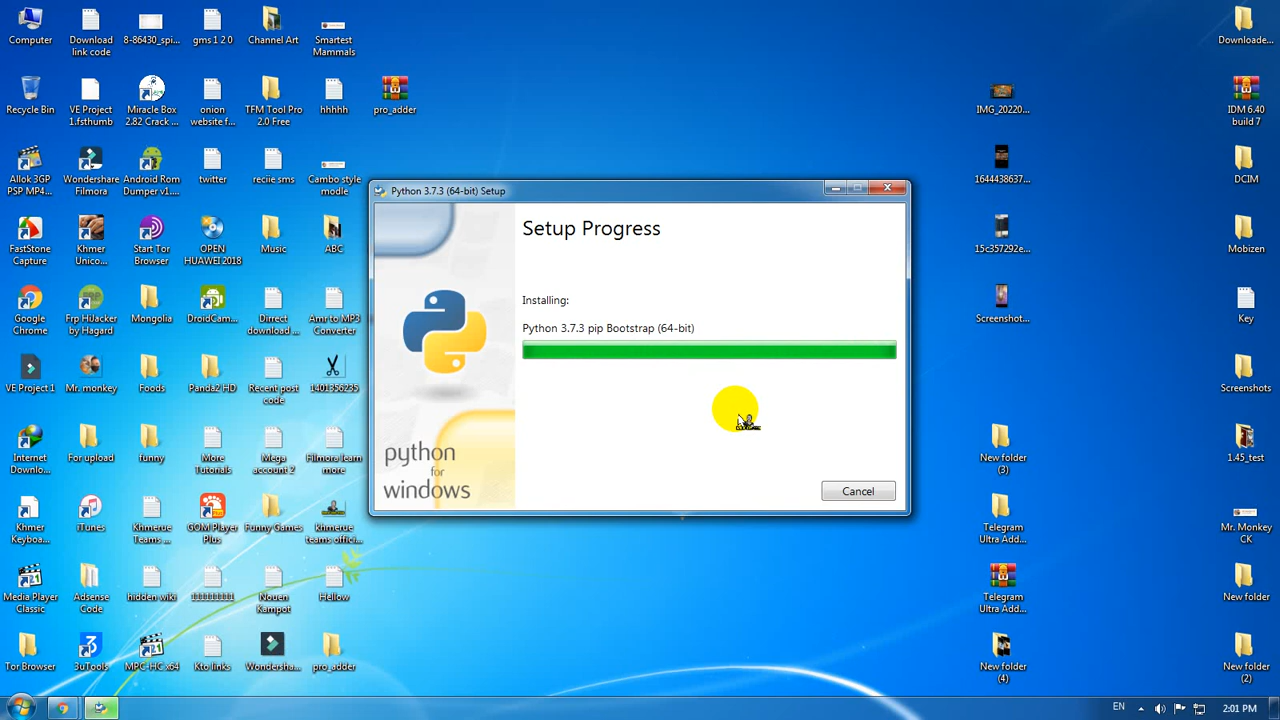 Computer
Download
link code
8-86430_spi...
gms 1 2 0
Channel Art
Smartest
Mammals
Downloade...
Recycle Bin
VE Project
1.fsthumb
Miracle Box
2.82 Crack ...
onion
website f...
TFM Tool Pro
2.0 Free
hhhhh
pro_adder
IMG_20220...
IDM 6.40
build 7
Allok 3GP
PSP MP4...
Wondershare
Filmora
Android Rom
Dumper v1....
twitter
reciie sms
Cambo style
modle
1644438637...
DCIM
FastStone
Capture
Khmer
Unico...
Start Tor
Browser
OPEN
HUAWEI 2018
Music
ABC
15c357292e...
Mobizen
Google
Chrome
Frp HiJacker
by Hagard
Mongolia
DroidCam...
Dirrect
download...
Amr to MP3
Converter
Screenshot...
Key
VE Project 1
Mr. monkey
Foods
Panda2 HD
Recent post
code
1401356235
Screenshots
Internet
Downlo...
For upload
funny
More
Tutorials
Mega
account 2
Filmora learn
more
New folder
(3)
1.45_test
Khmer
Keyboa...
iTunes
Khmerue
Teams ...
GOM Player
Plus
Funny Games
khmerue
teams offici...
Telegram
Ultra Add...
Mr. Monkey
CK
Media Player
Classic
Adsense
Code
hidden wiki
1111111111
Nouen
Kampot
Hellow
Telegram
Ultra Add...
New folder
Tor Browser
3uTools
MPC-HC x64
Kto links
Wondersha...
pro_adder
New folder
(4)
New folder
(2)
Python 3.7.3 (64-bit) Setup
Setup Progress
Installing:
Python 3.7.3 pip Bootstrap (64-bit)
python
for
windows
Cancel
EN
2:01 PM